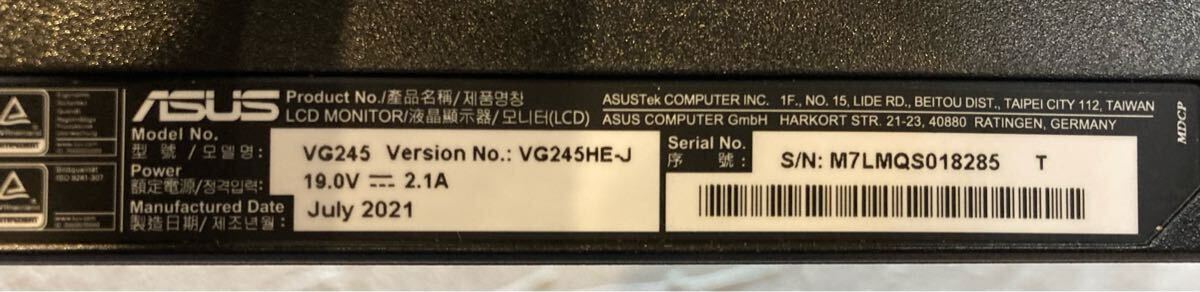 ASUS
Product No./產品名稱/제품명칭
LCD MONITOR/液晶顯示器/모니터(LCD)
ASUSTek COMPUTER INC. 1F., NO. 15, LIDE RD., BEITOU DIST., TAIPEI CITY 112, TAIWAN
ASUS COMPUTER GmbH HARKORT STR. 21-23, 40880 RATINGEN, GERMANY
Model No.
型 號 / 모델명 :
VG245 Version No.: VG245HE-J
Power
額定電源/정격입력:
19.0V ⎓ 2.1A
Manufactured Date
製造日期/ 제조년월 :
July 2021
Serial No.
序 號 :
S/N: M7LMQS018285 T
MDCP
Bildqualität
ISO 9241-307